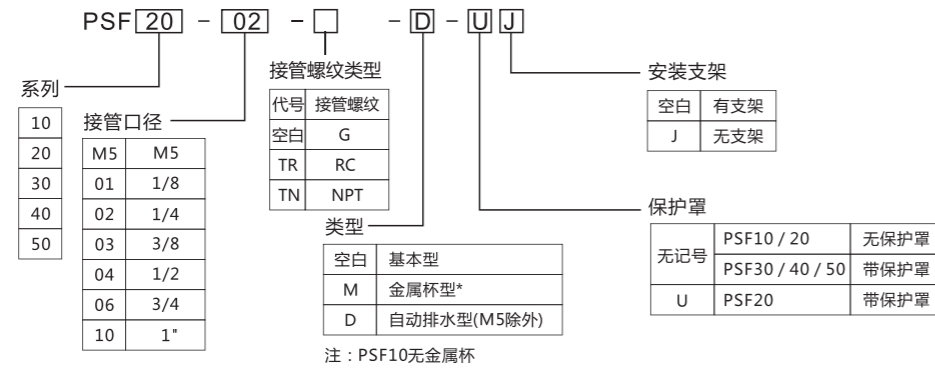 PSF 20 - 02 - □ - D - U J
系列
10
20
30
40
50
接管口径
M5 M5
01 1/8
02 1/4
03 3/8
04 1/2
06 3/4
10 1"
接管螺纹类型
代号 接管螺纹
空白 G
TR RC
TN NPT
类型
空白 基本型
M 金属杯型*
D 自动排水型(M5除外)
注：PSF10无金属杯
安装支架
空白 有支架
J 无支架
保护罩
无记号 PSF10 / 20 无保护罩
PSF30 / 40 / 50 带保护罩
U PSF20 带保护罩